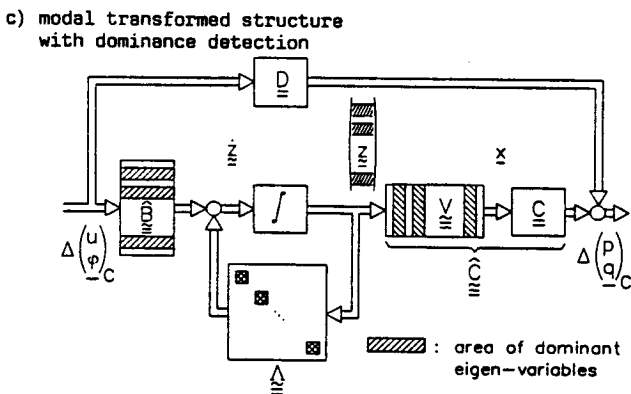 c) modal transformed structure
with dominance detection
D
ż
z
x
B̂
∫
V
C
Ĉ
Δ(u φ)C
Δ(p q)C
⋱
Λ
: area of dominant
eigen-variables